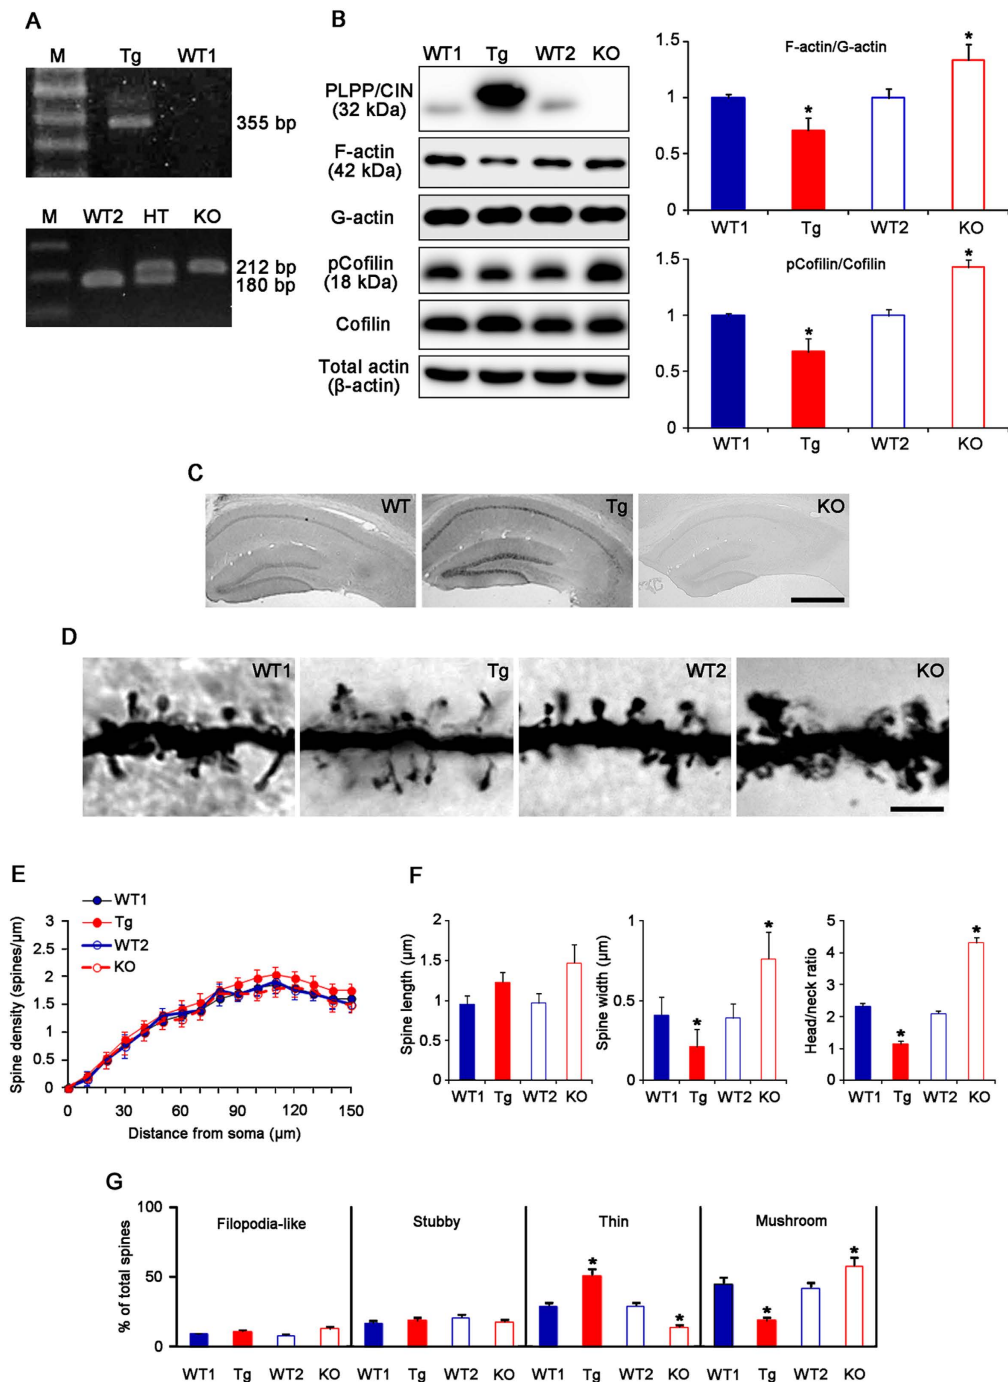 A
M Tg WT1
355 bp
M WT2 HT KO
212 bp
180 bp
B
WT1 Tg WT2 KO
PLPP/CIN
(32 kDa)
F-actin
(42 kDa)
G-actin
pCofilin
(18 kDa)
Cofilin
Total actin
(β-actin)
F-actin/G-actin
1.5
1
0.5
0
*
*
WT1 Tg WT2 KO
pCofilin/Cofilin
1.5
1
0.5
0
*
*
WT1 Tg WT2 KO
C
WT
Tg
KO
D
WT1
Tg
WT2
KO
E
WT1
Tg
WT2
KO
Spine density (spines/µm)
3
2.5
2
1.5
1
0.5
0
0 30 60 90 120 150
Distance from soma (µm)
F
Spine length (µm)
2
1.5
1
0.5
0
WT1 Tg WT2 KO
Spine width (µm)
1
0.5
0
*
*
WT1 Tg WT2 KO
Head/neck ratio
5
4
3
2
1
0
*
*
WT1 Tg WT2 KO
G
% of total spines
100
50
0
Filopodia-like
Stubby
Thin
Mushroom
*
*
*
*
WT1 Tg WT2 KO WT1 Tg WT2 KO WT1 Tg WT2 KO WT1 Tg WT2 KO